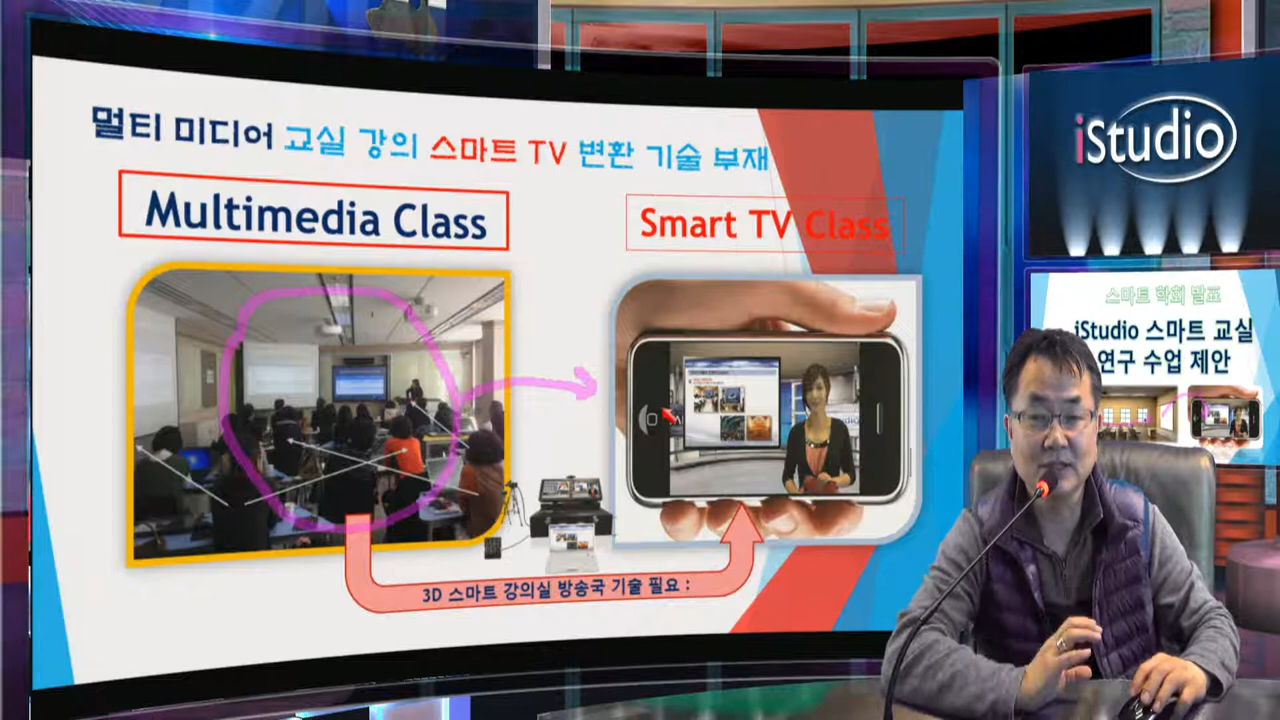 멀티 미디어 교실 강의 스마트 TV 변환 기술 부재
Multimedia Class
Smart TV Class
3D 스마트 강의실 방송국 기술 필요 :
iStudio
스마트 학회 발표
iStudio 스마트 교실
연구 수업 제안